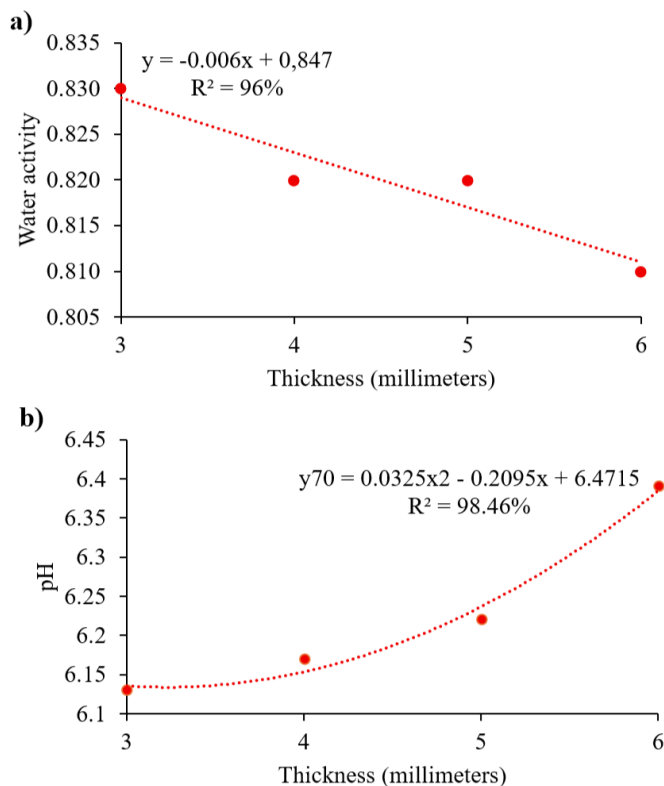 a)
y = -0.006x + 0,847
R² = 96%
Water activity
0.835
0.830
0.825
0.820
0.815
0.810
0.805
3 4 5 6
Thickness (millimeters)
b)
y70 = 0.0325x2 - 0.2095x + 6.4715
R² = 98.46%
pH
6.45
6.4
6.35
6.3
6.25
6.2
6.15
6.1
3 4 5 6
Thickness (millimeters)